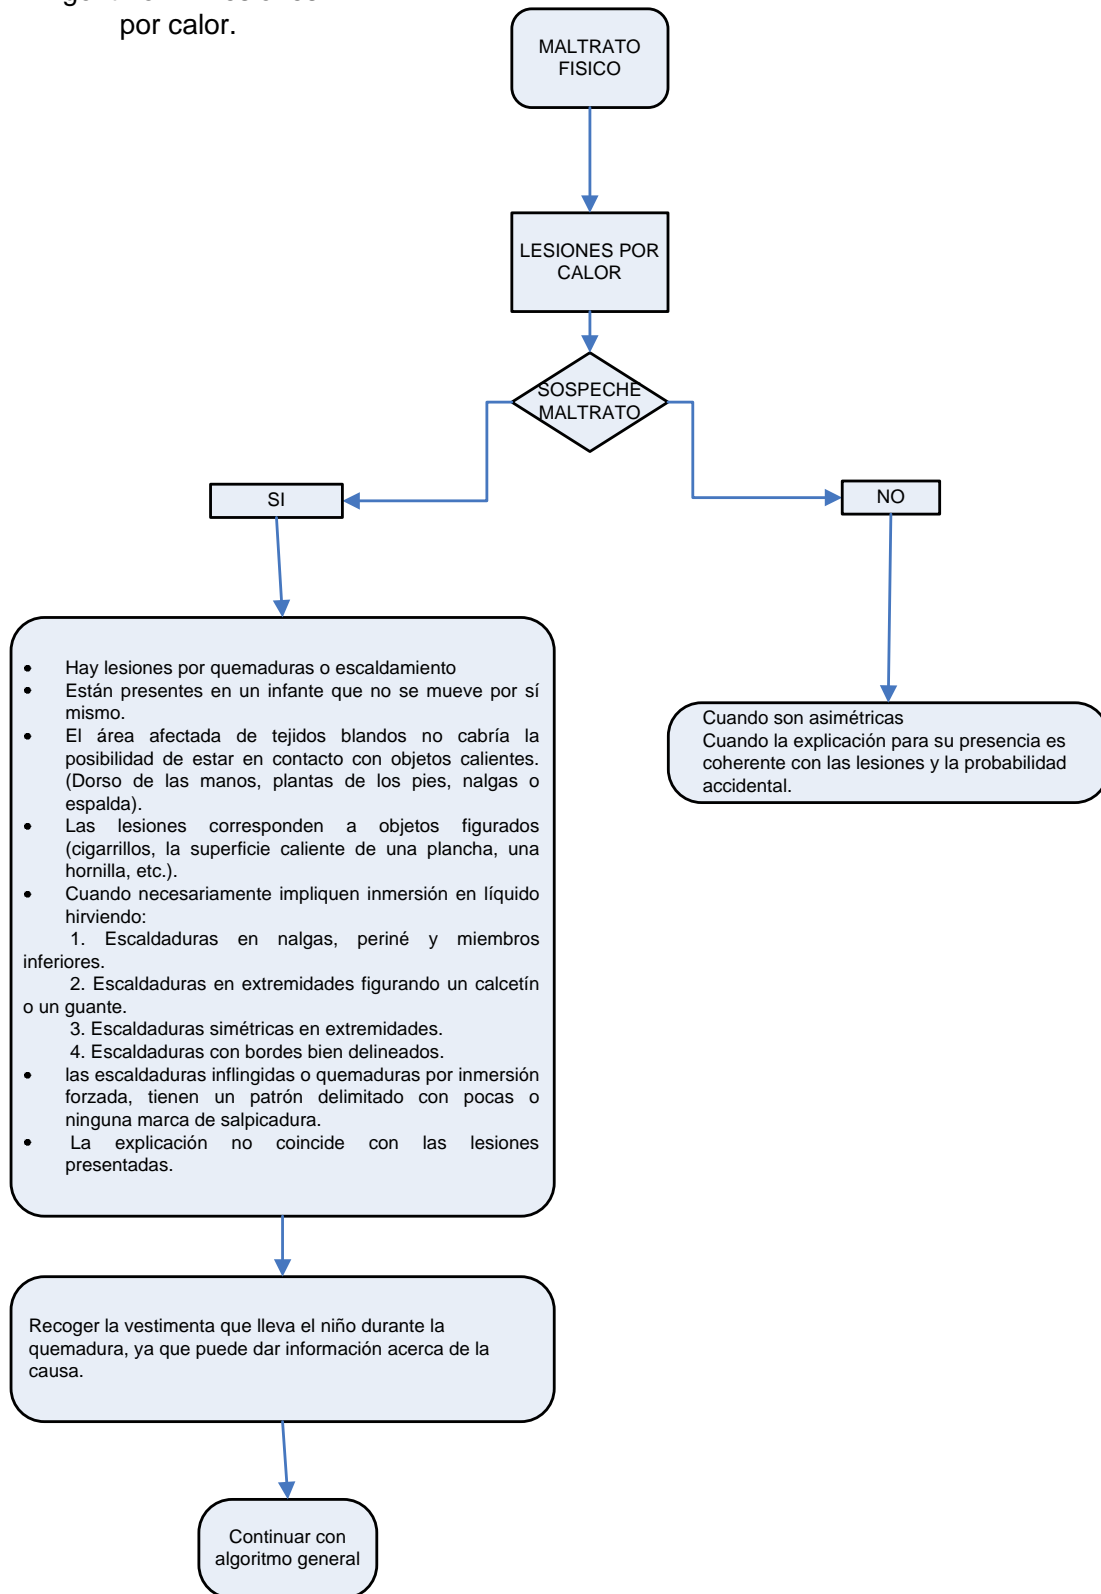 por calor.
MALTRATO
FISICO
LESIONES POR
CALOR
SOSPECHE
MALTRATO
SI
NO
• Hay lesiones por quemaduras o escaldamiento
• Están presentes en un infante que no se mueve por sí
mismo.
• El área afectada de tejidos blandos no cabría la
posibilidad de estar en contacto con objetos calientes.
(Dorso de las manos, plantas de los pies, nalgas o
espalda).
• Las lesiones corresponden a objetos figurados
(cigarrillos, la superficie caliente de una plancha, una
hornilla, etc.).
• Cuando necesariamente impliquen inmersión en líquido
hirviendo:
1. Escaldaduras en nalgas, periné y miembros
inferiores.
2. Escaldaduras en extremidades figurando un calcetín
o un guante.
3. Escaldaduras simétricas en extremidades.
4. Escaldaduras con bordes bien delineados.
• las escaldaduras inflingidas o quemaduras por inmersión
forzada, tienen un patrón delimitado con pocas o
ninguna marca de salpicadura.
• La explicación no coincide con las lesiones
presentadas.
Cuando son asimétricas
Cuando la explicación para su presencia es
coherente con las lesiones y la probabilidad
accidental.
Recoger la vestimenta que lleva el niño durante la
quemadura, ya que puede dar información acerca de la
causa.
Continuar con
algoritmo general